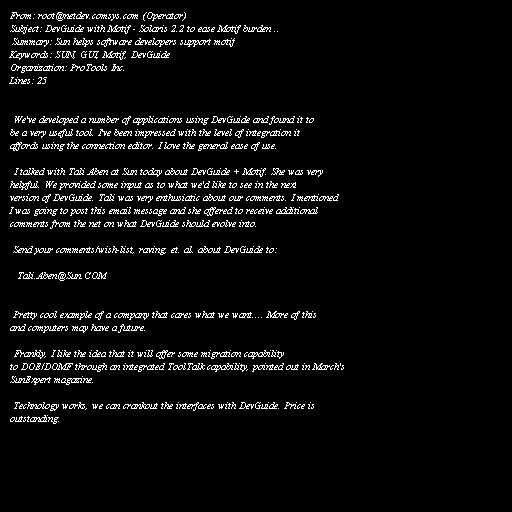 From: root@netdev.comsys.com (Operator)
Subject: DevGuide with Motif - Solaris 2.2 to ease Motif burden ..
Summary: Sun helps software developers support motif
Keywords: SUN, GUI, Motif, DevGuide
Organization: ProTools Inc.
Lines: 25
We've developed a number of applications using DevGuide and found it to
be a very useful tool. I've been impressed with the level of integration it
affords using the connection editor. I love the general ease of use.
I talked with Tali Aben at Sun today about DevGuide + Motif. She was very
helpful. We provided some input as to what we'd like to see in the next
version of DevGuide. Tali was very enthusiatic about our comments. I mentioned
I was going to post this email message and she offered to receive additional
comments from the net on what DevGuide should evolve into.
Send your comments/wish-list, raving, et. al. about DevGuide to:
Tali.Aben@Sun.COM
Pretty cool example of a company that cares what we want.... More of this
and computers may have a future.
Frankly, I like the idea that it will offer some migration capability
to DOE/DOMF through an integrated ToolTalk capability, pointed out in March's
SunExpert magazine.
Technology works, we can crankout the interfaces with DevGuide. Price is
outstanding.